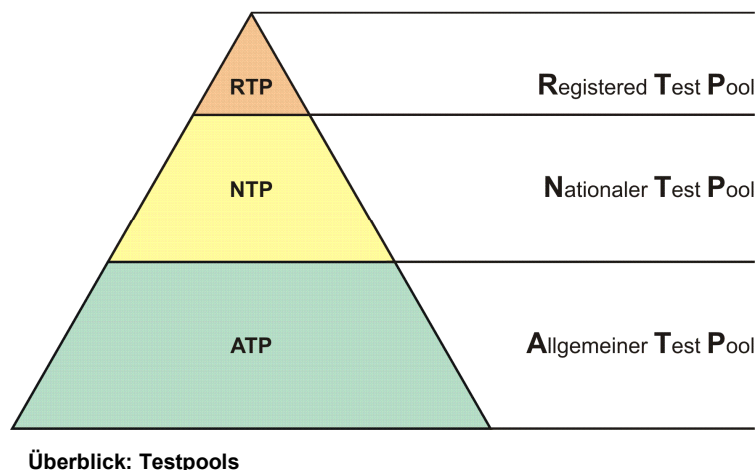 RTP
Registered Test Pool
NTP
Nationaler Test Pool
ATP
Allgemeiner Test Pool
Überblick: Testpools